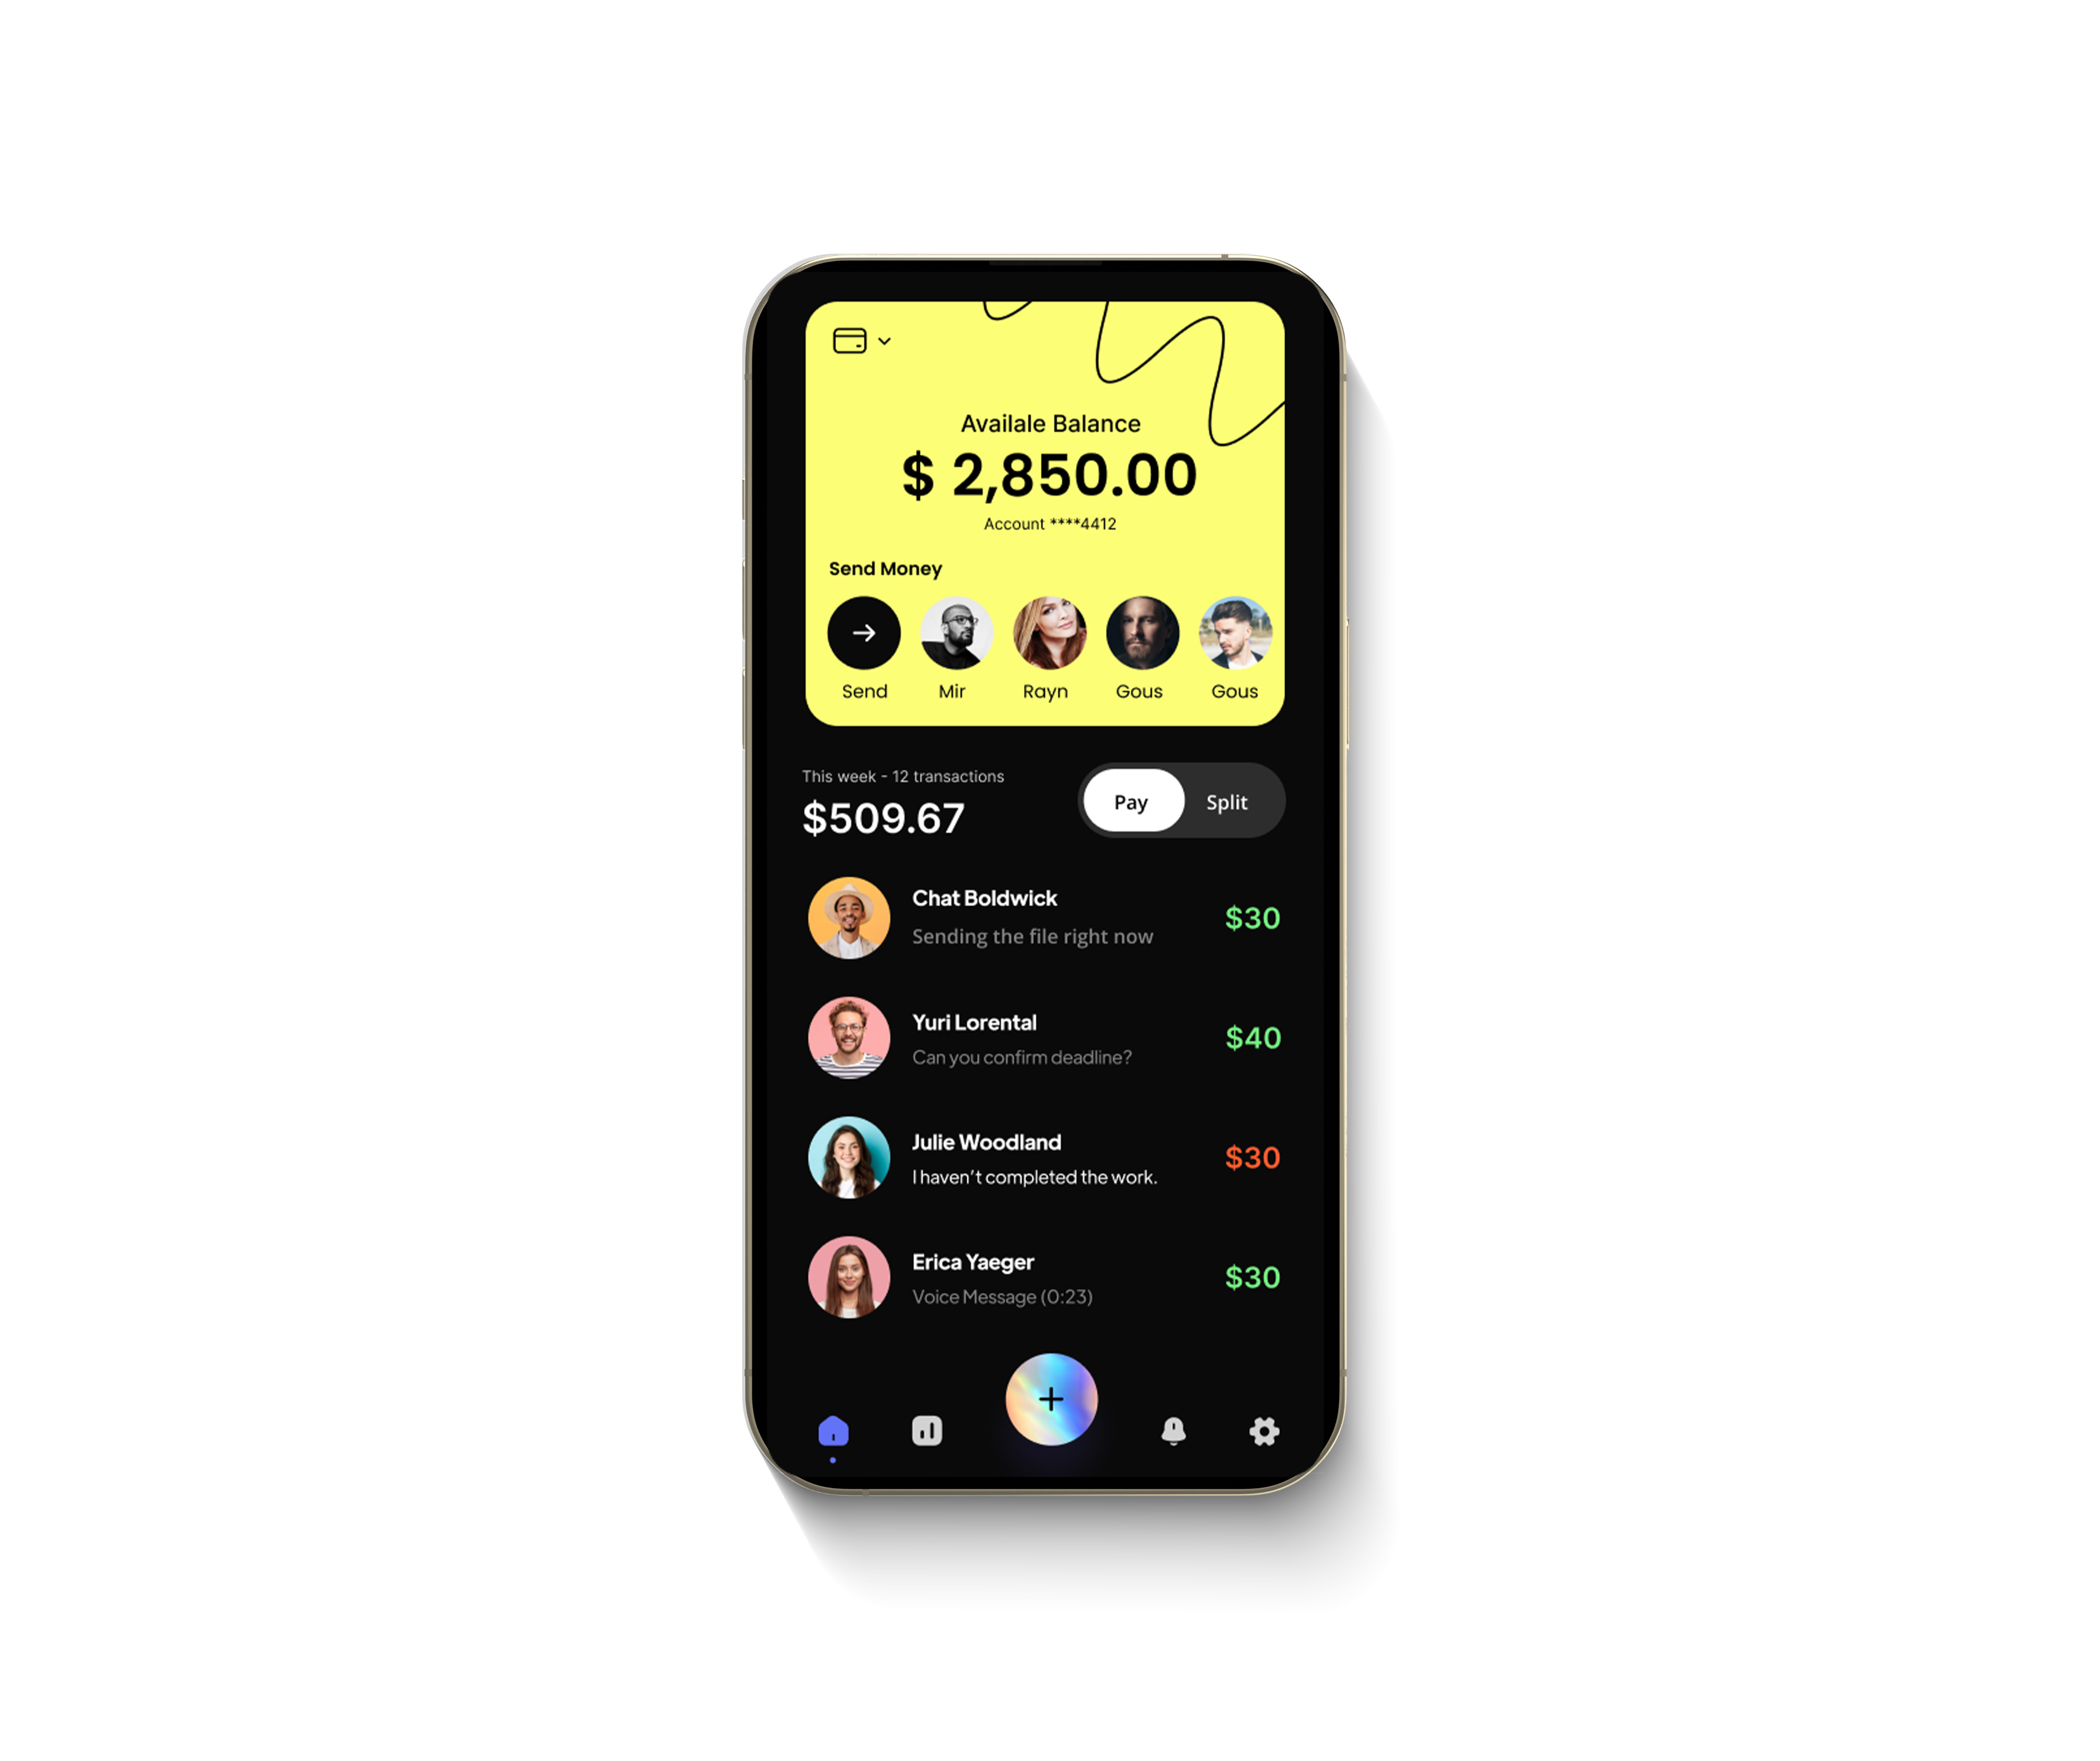 Availale Balance
$ 2,850.00
Account ****4412
Send Money
Send Mir Rayn Gous Gous
This week - 12 transactions
$509.67
Pay Split
Chat Boldwick
Sending the file right now
$30
Yuri Lorental
Can you confirm deadline?
$40
Julie Woodland
I haven't completed the work.
$30
Erica Yaeger
Voice Message (0:23)
$30